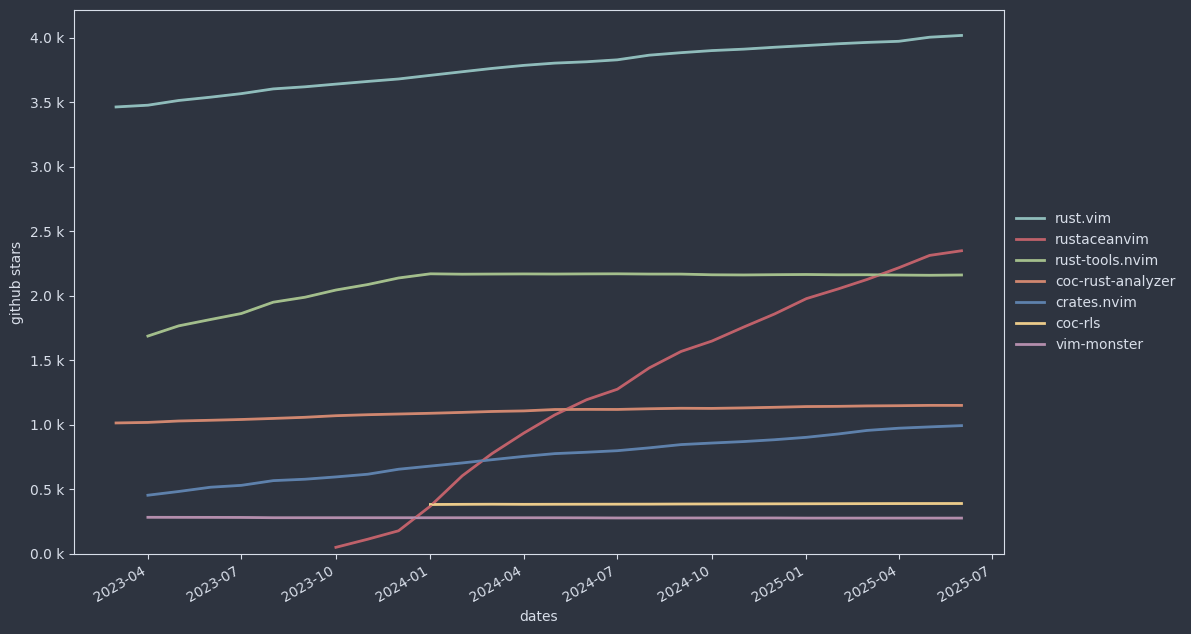 4.0 k
3.5 k
3.0 k
2.5 k
2.0 k
1.5 k
1.0 k
0.5 k
0.0 k
github stars
2023-04
2023-07
2023-10
2024-01
2024-04
2024-07
2024-10
2025-01
2025-04
2025-07
dates
rust.vim
rustaceanvim
rust-tools.nvim
coc-rust-analyzer
crates.nvim
coc-rls
vim-monster